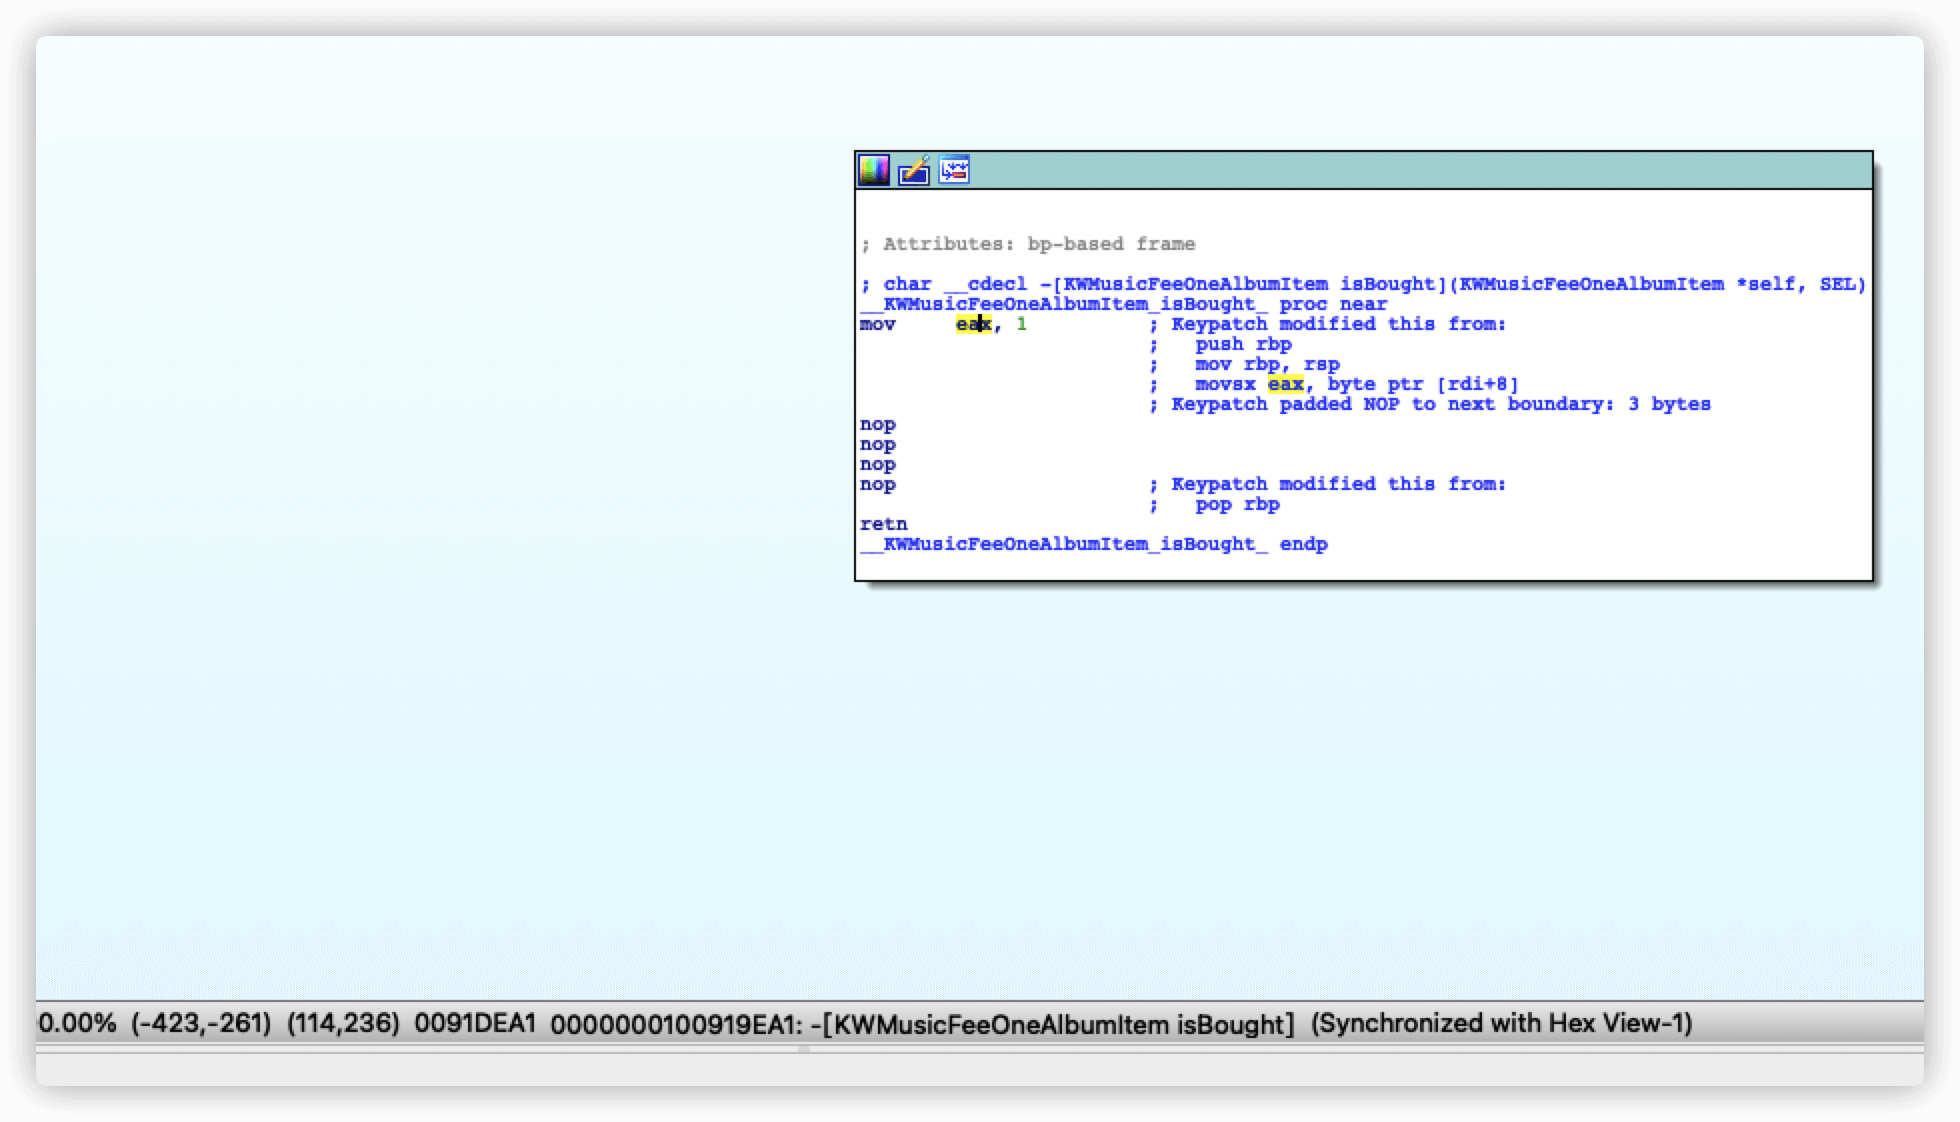 ; Attributes: bp-based frame
; char __cdecl -[KWMusicFeeOneAlbumItem isBought](KWMusicFeeOneAlbumItem *self, SEL)
__KWMusicFeeOneAlbumItem_isBought_ proc near
mov     eax, 1          ; Keypatch modified this from:
;   push rbp
;   mov rbp, rsp
;   movsx eax, byte ptr [rdi+8]
; Keypatch padded NOP to next boundary: 3 bytes
nop
nop
nop
nop                     ; Keypatch modified this from:
;   pop rbp
retn
__KWMusicFeeOneAlbumItem_isBought_ endp
0.00% (-423,-261) (114,236) 0091DEA1 0000000100919EA1: -[KWMusicFeeOneAlbumItem isBought] (Synchronized with Hex View-1)